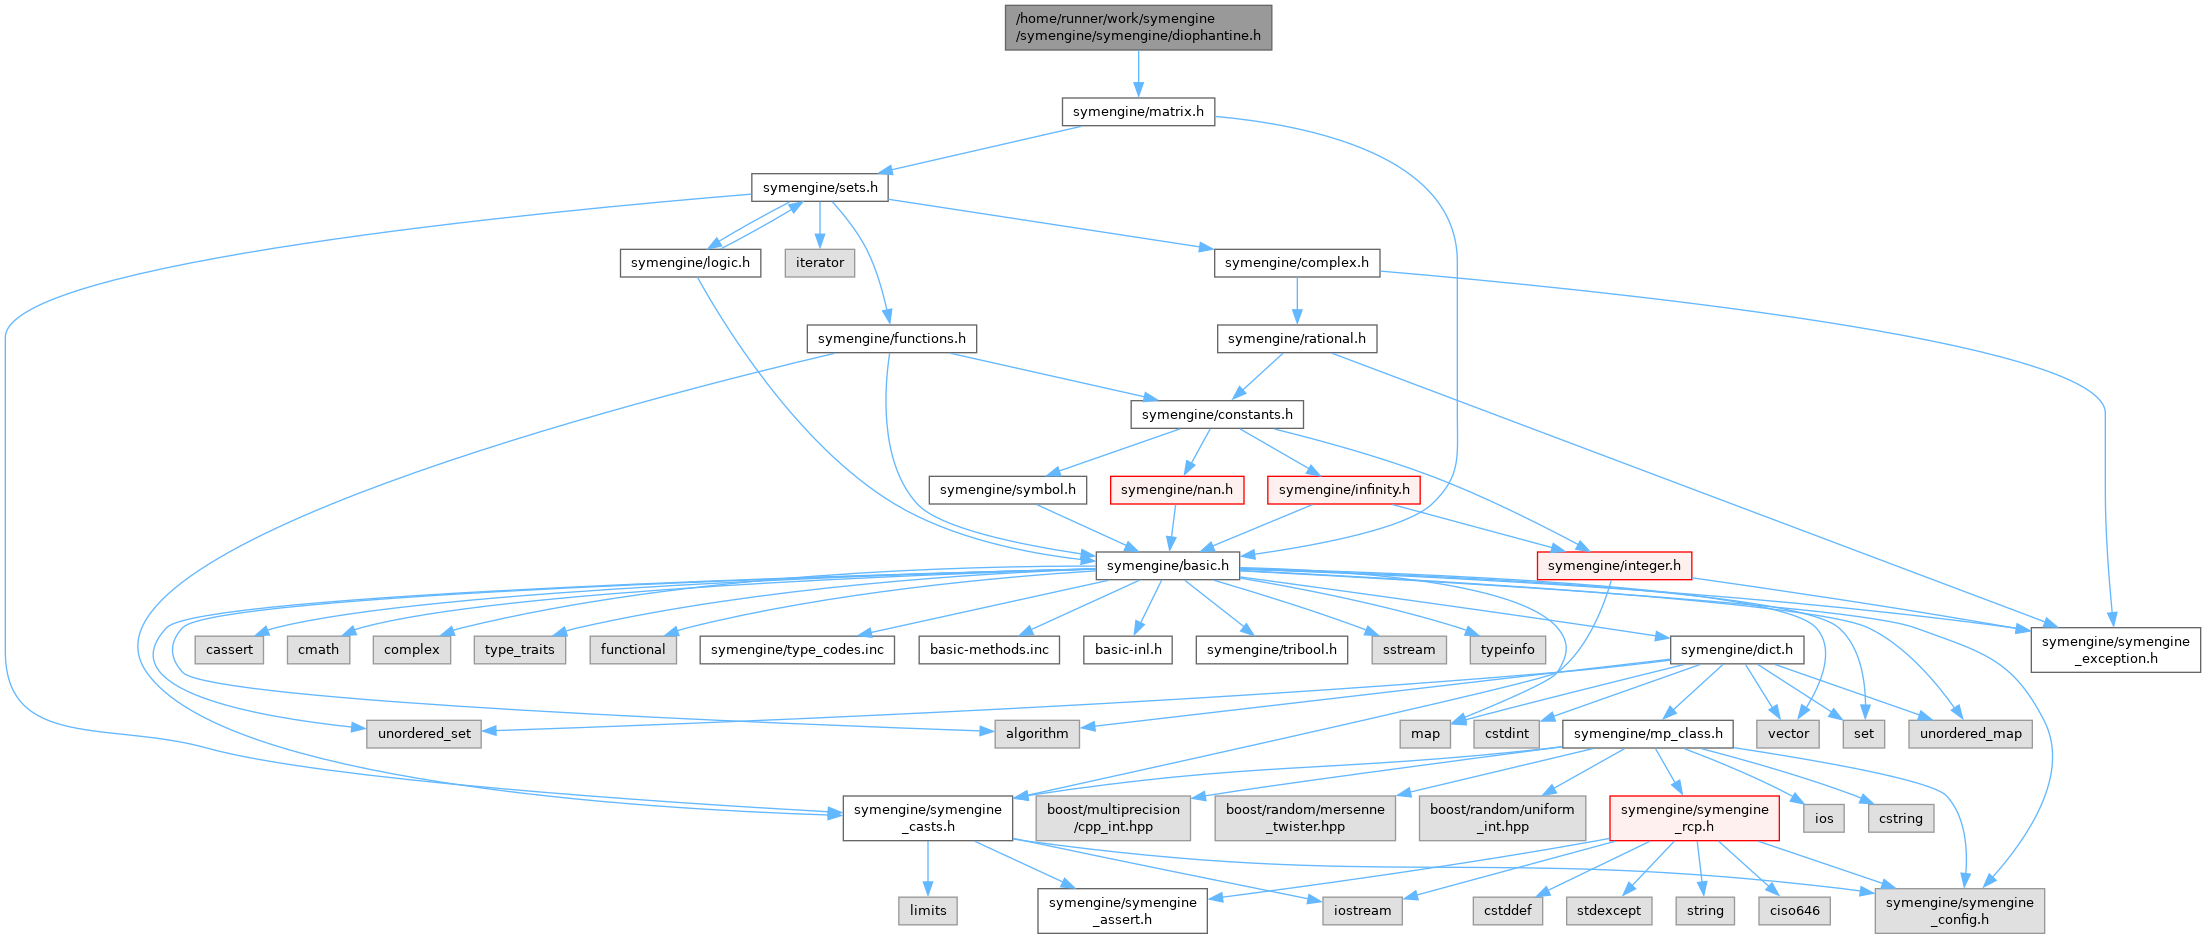 /home/runner/work/symengine
/symengine/symengine/diophantine.h
symengine/matrix.h
symengine/sets.h
symengine/logic.h
iterator
symengine/complex.h
symengine/functions.h
symengine/rational.h
symengine/constants.h
symengine/symbol.h
symengine/nan.h
symengine/infinity.h
symengine/basic.h
symengine/integer.h
cassert
cmath
complex
type_traits
functional
symengine/type_codes.inc
basic-methods.inc
basic-inl.h
symengine/tribool.h
sstream
typeinfo
symengine/dict.h
symengine/symengine
_exception.h
unordered_set
algorithm
map
cstdint
symengine/mp_class.h
vector
set
unordered_map
symengine/symengine
_casts.h
boost/multiprecision
/cpp_int.hpp
boost/random/mersenne
_twister.hpp
boost/random/uniform
_int.hpp
symengine/symengine
_rcp.h
ios
cstring
limits
symengine/symengine
_assert.h
iostream
cstddef
stdexcept
string
ciso646
symengine/symengine
_config.h